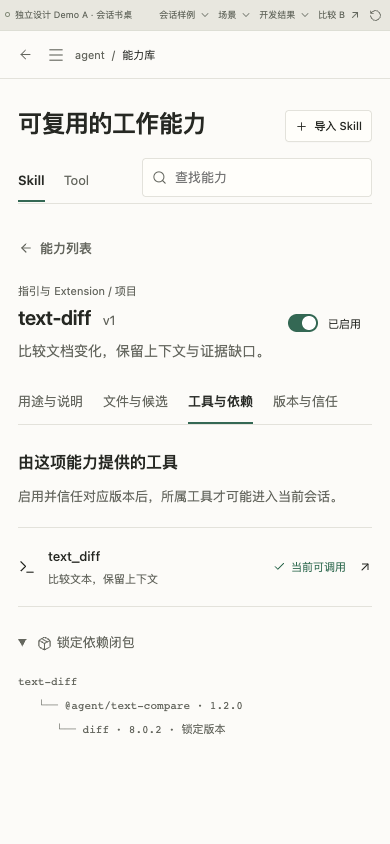 独立设计 Demo A · 会话书桌 会话样例 场景 开发结果 比较 B
agent / 能力库
可复用的工作能力
导入 Skill
Skill Tool 查找能力
能力列表
指引与 Extension / 项目
text-diff v1 已启用
比较文档变化，保留上下文与证据缺口。
用途与说明 文件与候选 工具与依赖 版本与信任
由这项能力提供的工具
启用并信任对应版本后，所属工具才可能进入当前会话。
text_diff
比较文本，保留上下文
当前可调用
锁定依赖闭包
text-diff
└── @agent/text-compare · 1.2.0
└── diff · 8.0.2 · 锁定版本